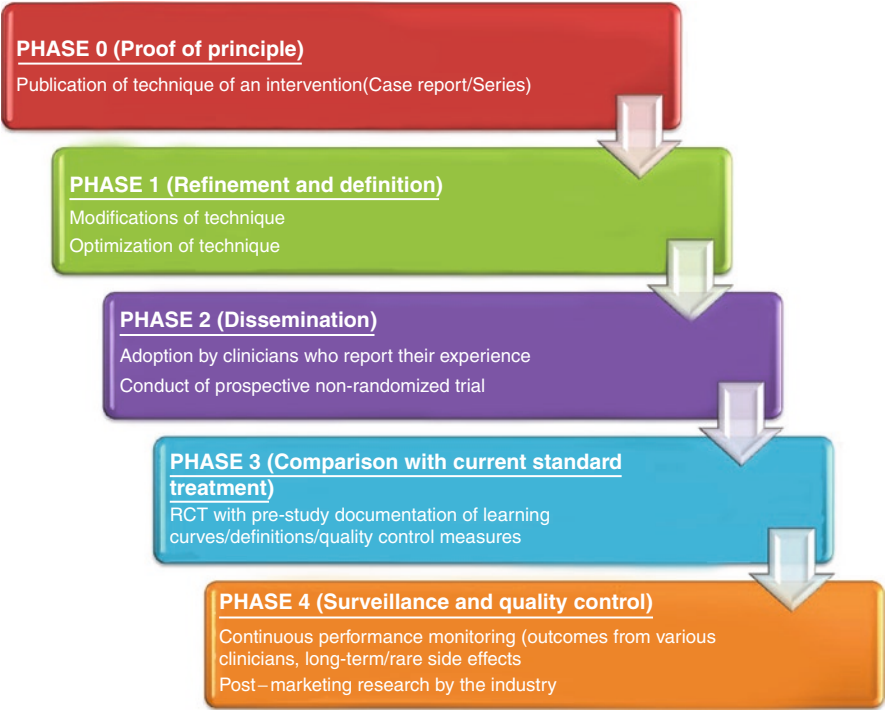 PHASE 0 (Proof of principle)
Publication of technique of an intervention(Case report/Series)
PHASE 1 (Refinement and definition)
Modifications of technique
Optimization of technique
PHASE 2 (Dissemination)
Adoption by clinicians who report their experience
Conduct of prospective non-randomized trial
PHASE 3 (Comparison with current standard
treatment)
RCT with pre-study documentation of learning
curves/definitions/quality control measures
PHASE 4 (Surveillance and quality control)
Continuous performance monitoring (outcomes from various
clinicians, long-term/rare side effects
Post–marketing research by the industry